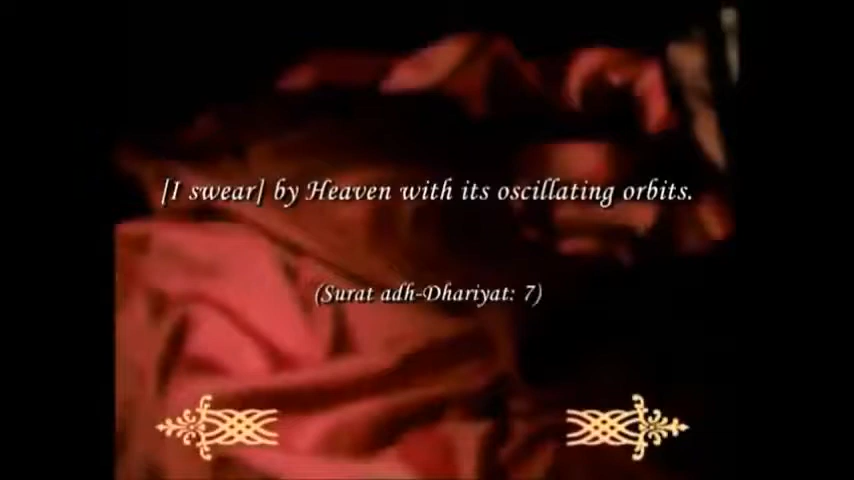 [I swear] by Heaven with its oscillating orbits.
(Surat adh-Dhariyat: 7)